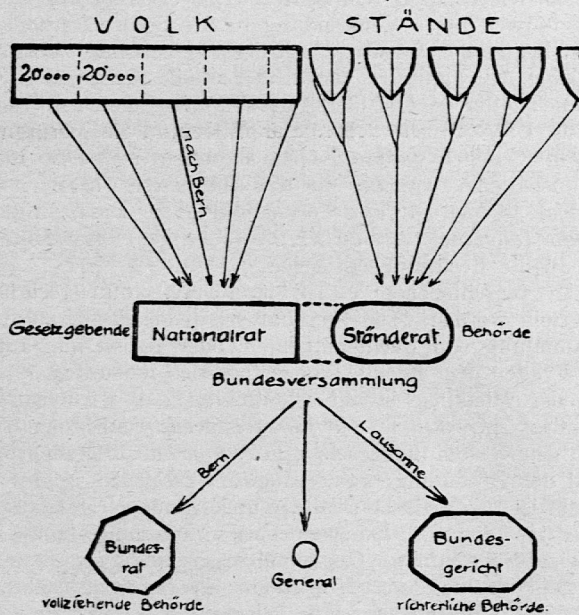 VOLK STÄNDE
20000 20000
nach Bern
Gesetzgebende Nationalrat Ständerat. Behörde
Bundesversammlung
Bern Lausanne
Bundes-
rat
General
Bundes-
gericht
vollziehende Behörde
richterliche Behörde.